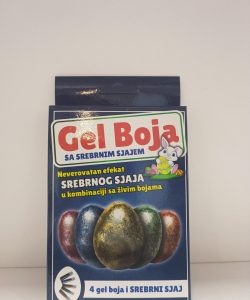 Gel Boja
SA SREBRNIM SJAJEM
Neverovatan efekat
SREBRNOG SJAJA
u kombinaciji sa živim bojama
4 gel boja i SREBRNI SJAJ